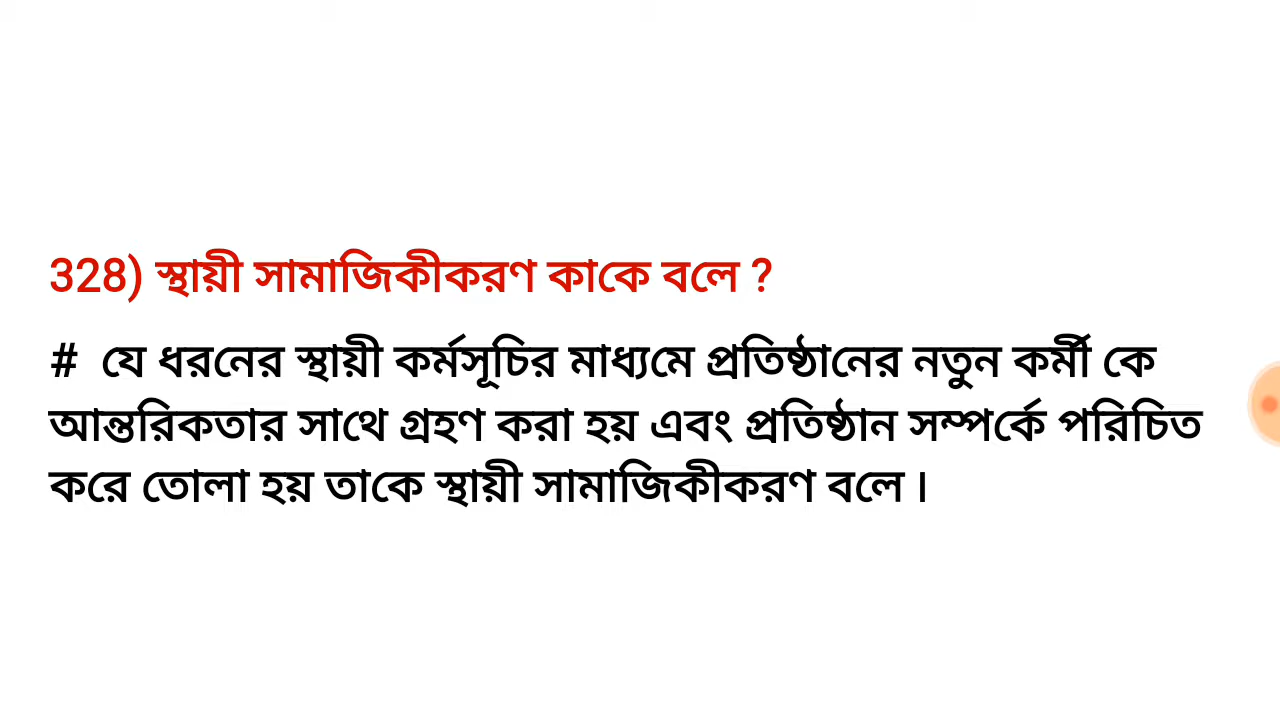 328) স্থায়ী সামাজিকীকরণ কাকে বলে ?
# যে ধরনের স্থায়ী কর্মসূচির মাধ্যমে প্রতিষ্ঠানের নতুন কর্মী কে
আন্তরিকতার সাথে গ্রহণ করা হয় এবং প্রতিষ্ঠান সম্পর্কে পরিচিত
করে তোলা হয় তাকে স্থায়ী সামাজিকীকরণ বলে ।